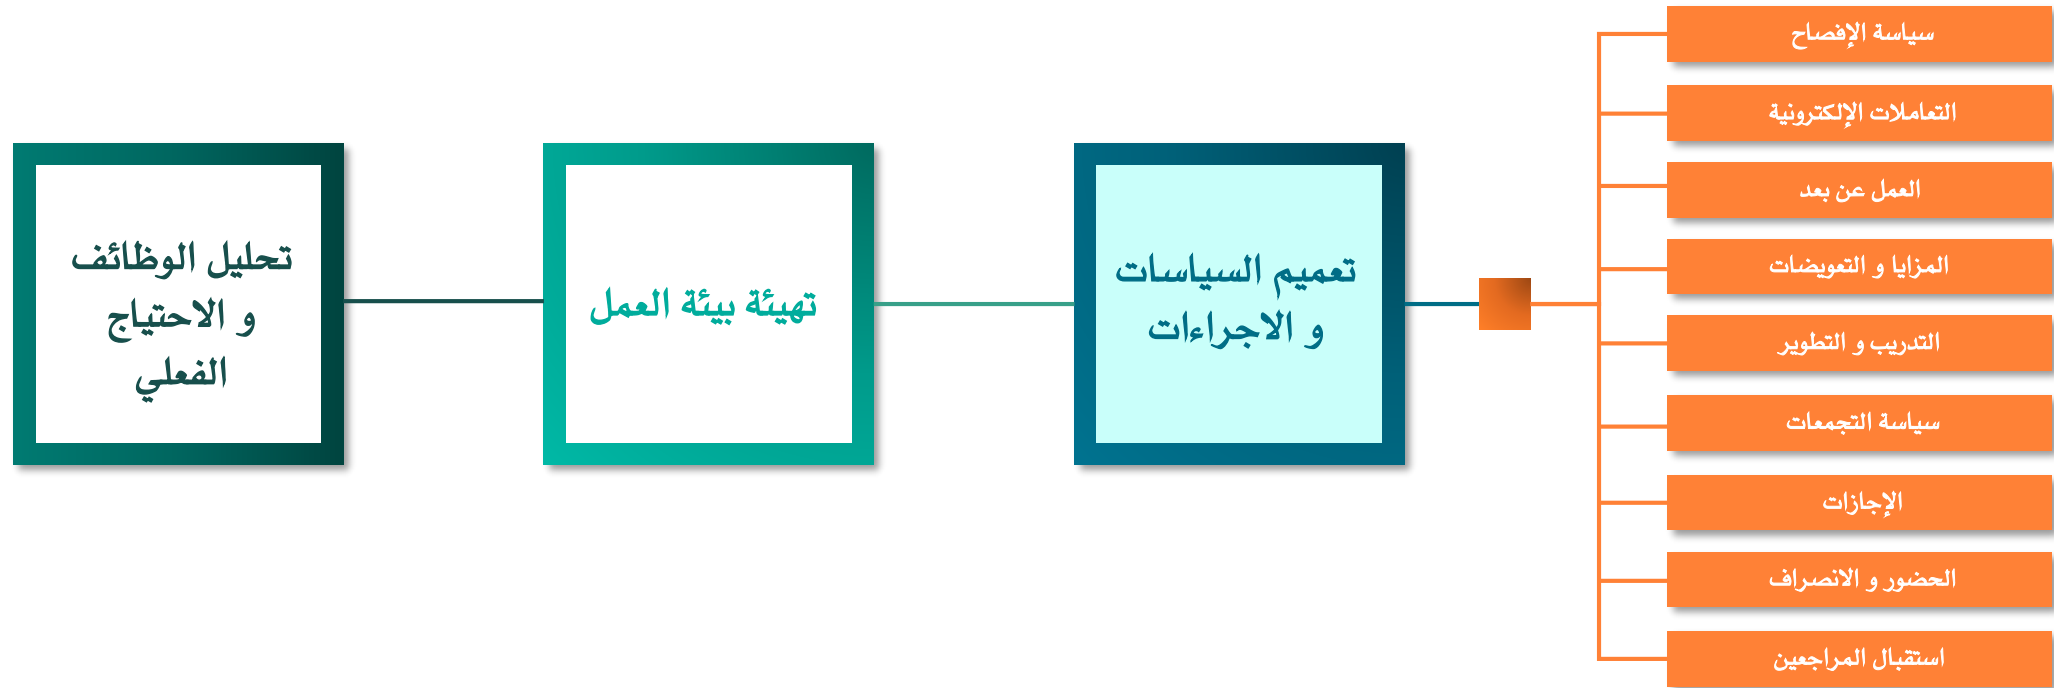 سياسة الإفصاح
التعاملات الإلكترونية
العمل عن بعد
المزايا و التعويضات
التدريب و التطوير
سياسة التجمعات
الإجازات
الحضور و الانصراف
استقبال المراجعين
تعميم السياسات
و الاجراءات
تهيئة بيئة العمل
تحليل الوظائف
و الاحتياج
الفعلي